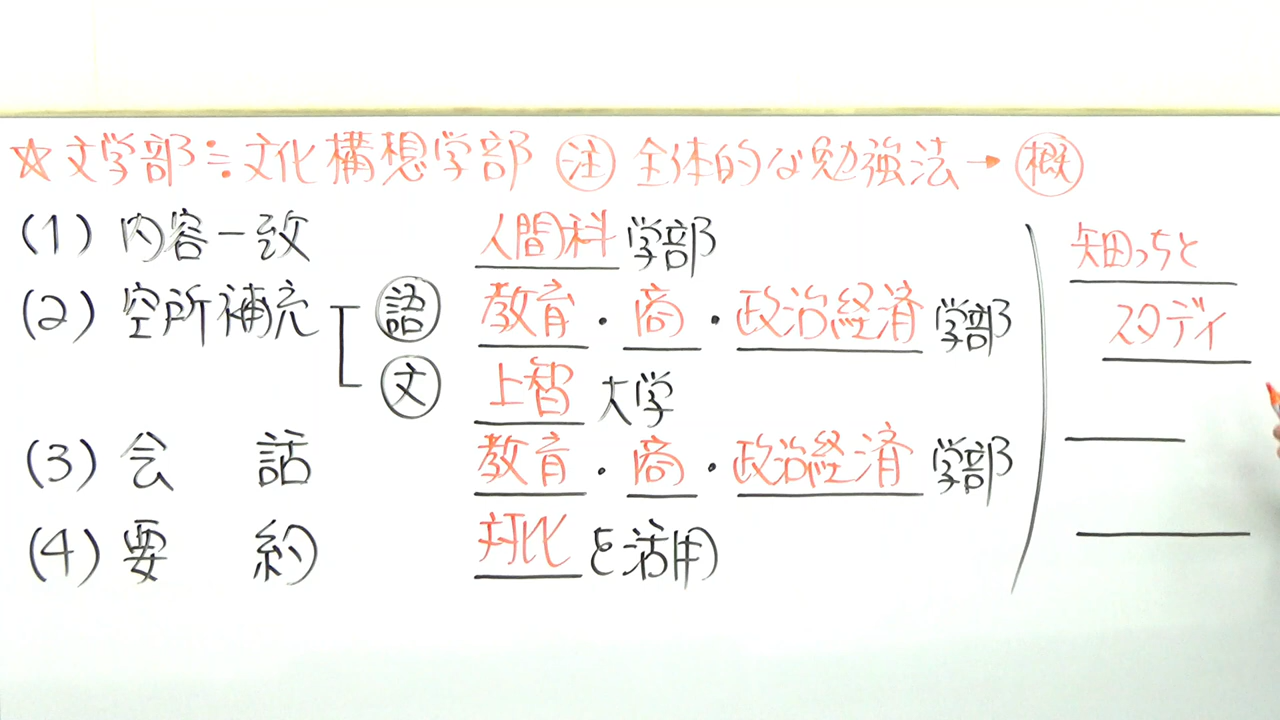 ☆文学部≒文化構想学部 注 全体的な勉強法→概
(1) 内容一致 人間科学部
(2) 空所補充 語 教育・商・政治経済学部
文 上智大学
(3) 会話 教育・商・政治経済学部
(4) 要約 対比を活用
知田っちと
スタディ